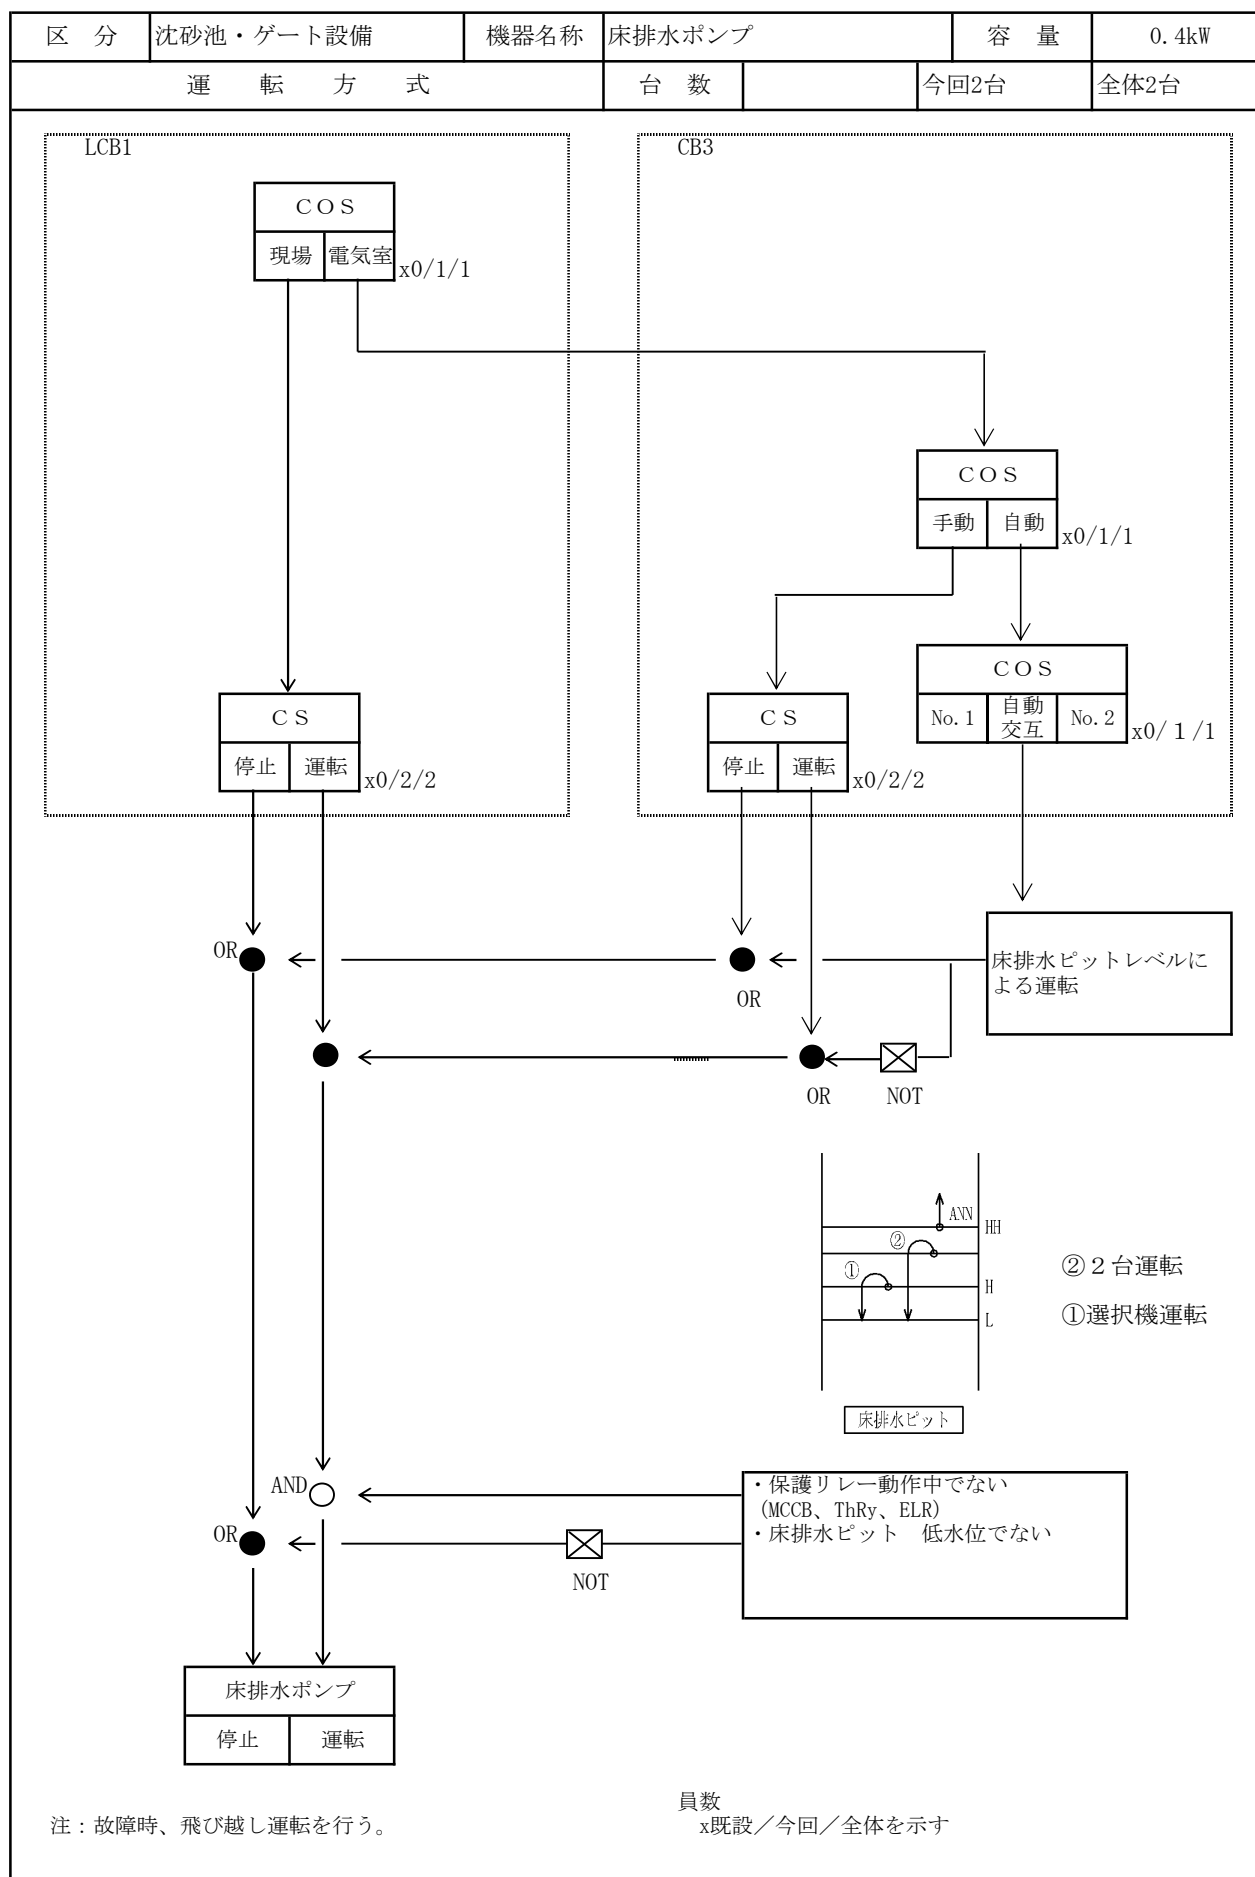 区　分　沈砂池・ゲート設備　機器名称　床排水ポンプ　容　量　0.4kW
運　転　方　式　台　数　今回2台　全体2台
LCB1
CB3
ＣＯＳ
現場　電気室
x0/1/1
ＣＯＳ
手動　自動
x0/1/1
ＣＯＳ
No.1　自動　No.2
交互
x0/１/1
ＣＳ
停止　運転
x0/2/2
ＣＳ
停止　運転
x0/2/2
OR
OR
床排水ピットレベルに
よる運転
OR
NOT
ANN
HH
②
①
H
L
②２台運転
①選択機運転
床排水ピット
AND
・保護リレー動作中でない
(MCCB、ThRy、ELR)
・床排水ピット　低水位でない
OR
NOT
床排水ポンプ
停止　運転
注：故障時、飛び越し運転を行う。
員数
x既設／今回／全体を示す